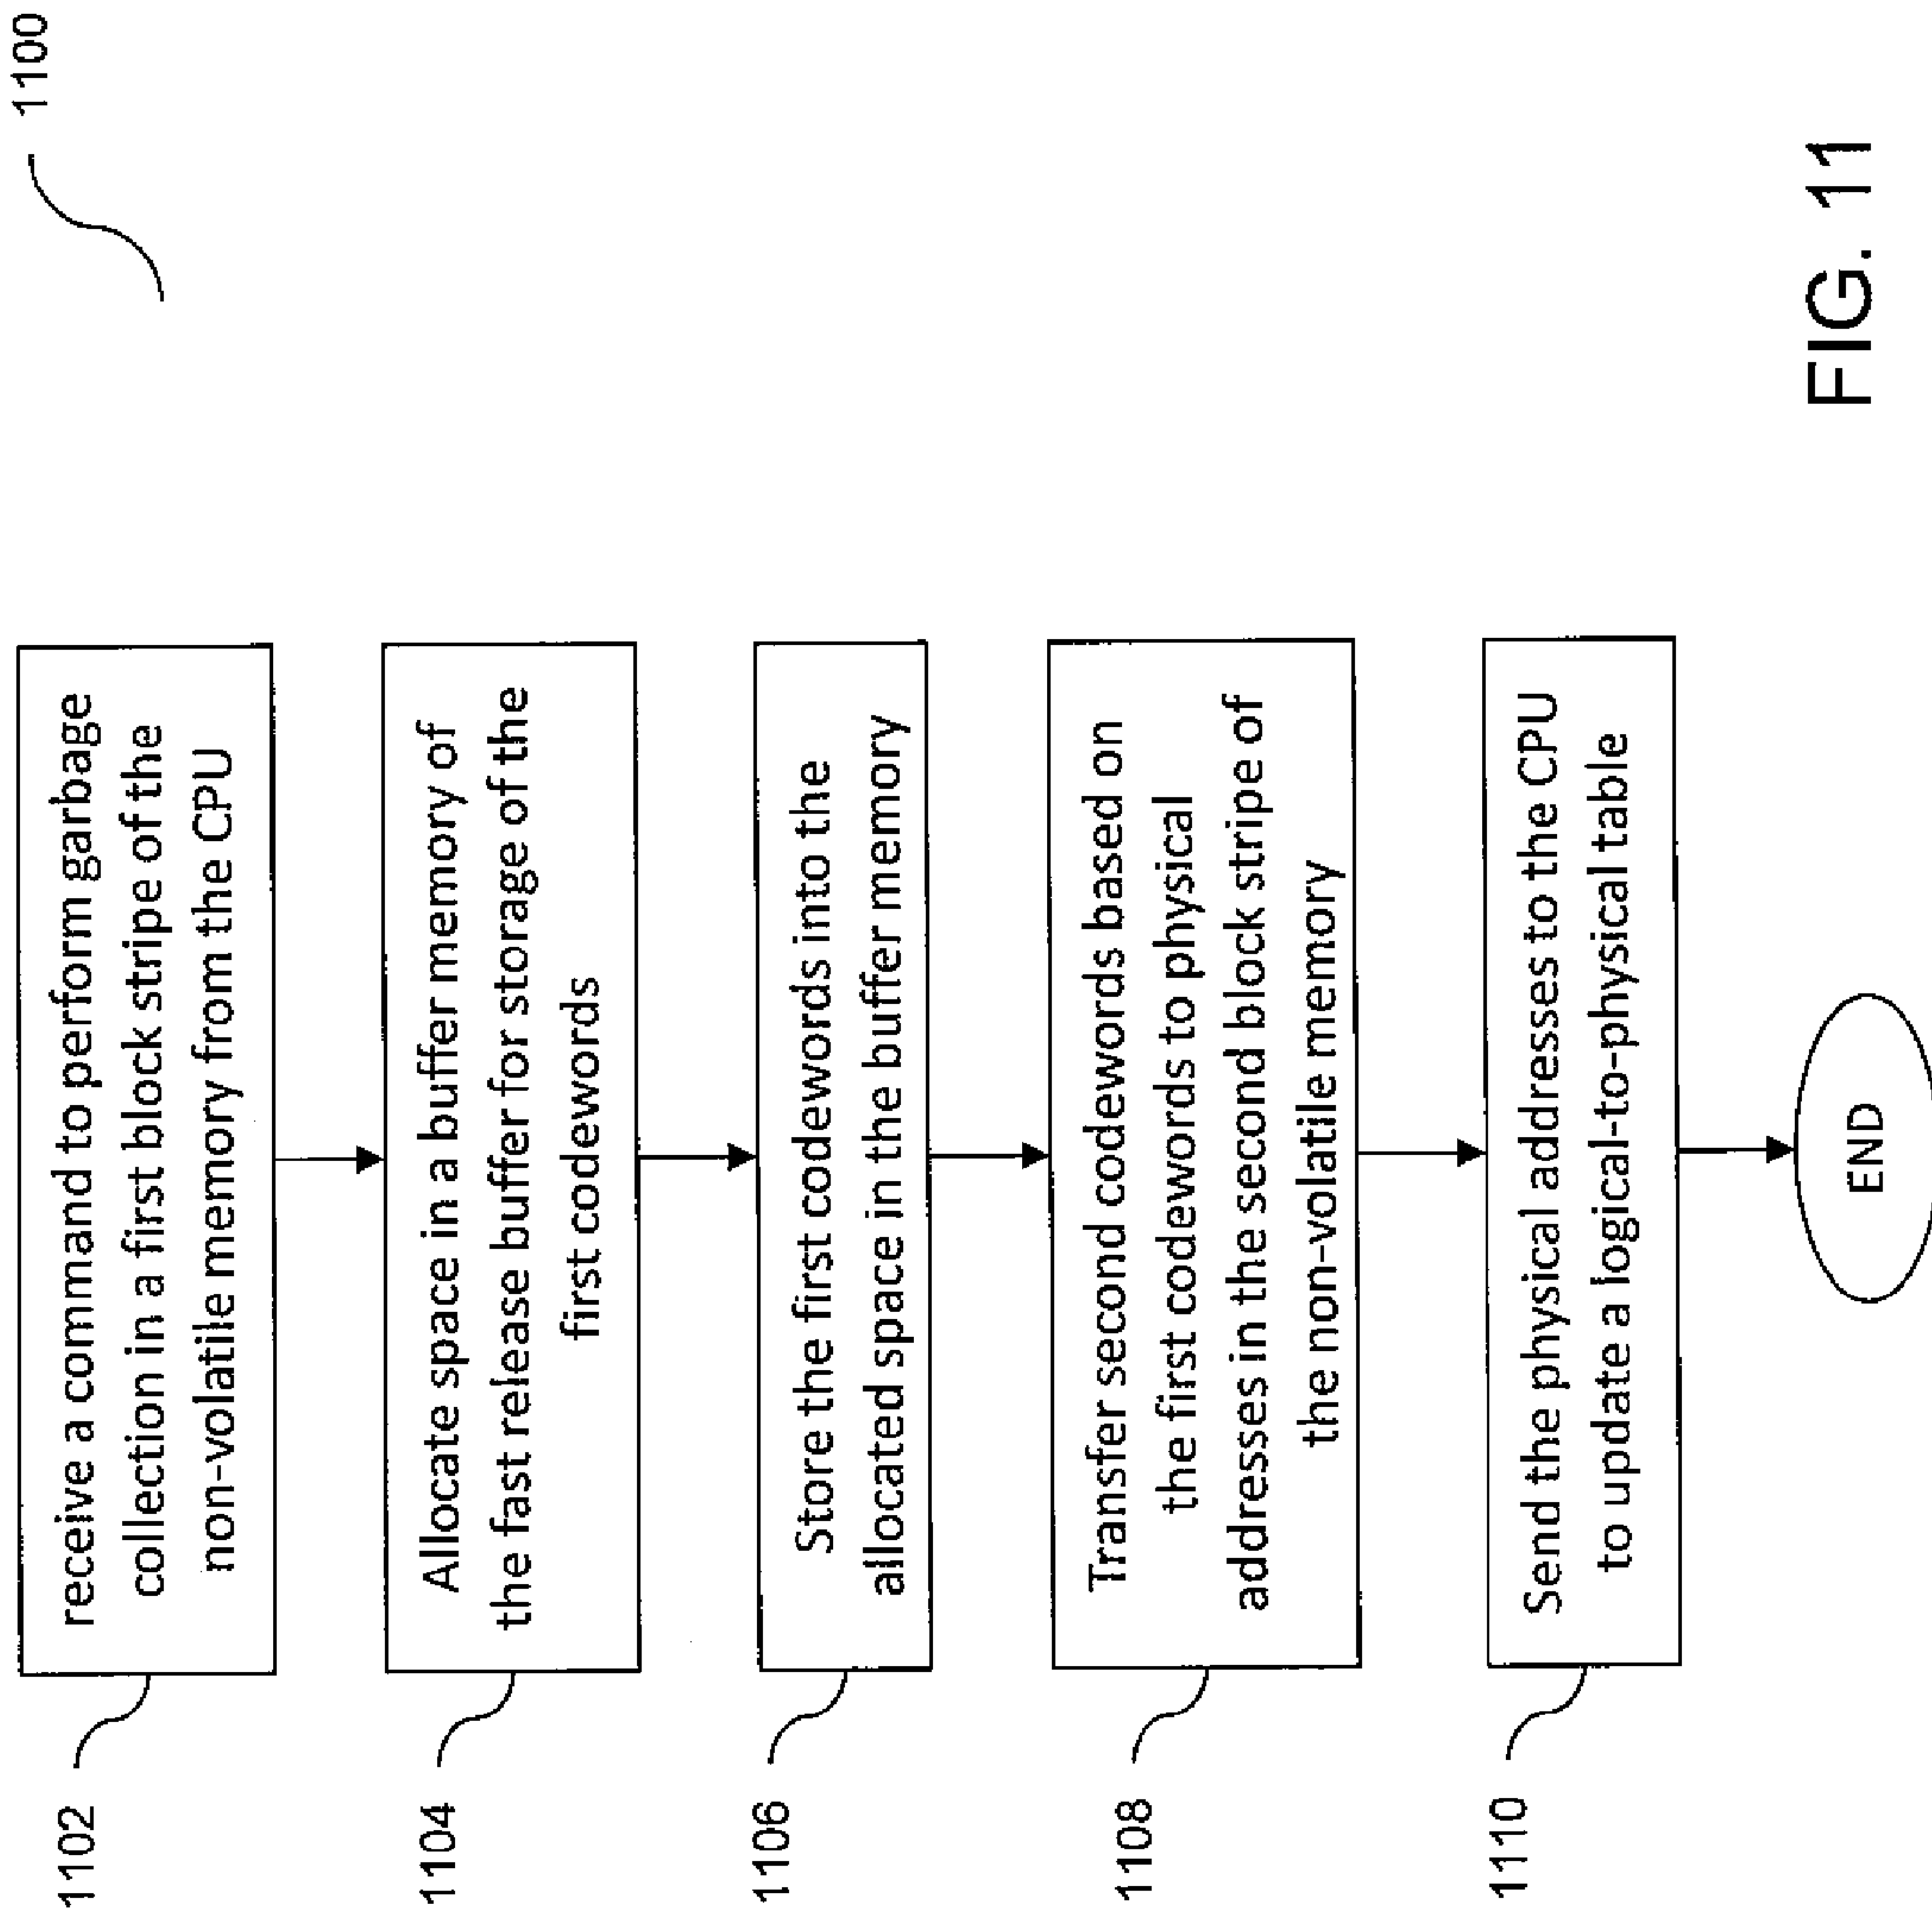 1100
1102
receive a command to perform garbage
collection in a first block stripe of the
non-volatile memory from the CPU
1104
Allocate space in a buffer memory of
the fast release buffer for storage of the
first codewords
1106
Store the first codewords into the
allocated space in the buffer memory
1108
Transfer second codewords based on
the first codewords to physical
addresses in the second block stripe of
the non-volatile memory
1110
Send the physical addresses to the CPU
to update a logical-to-physical table
END
FIG. 11